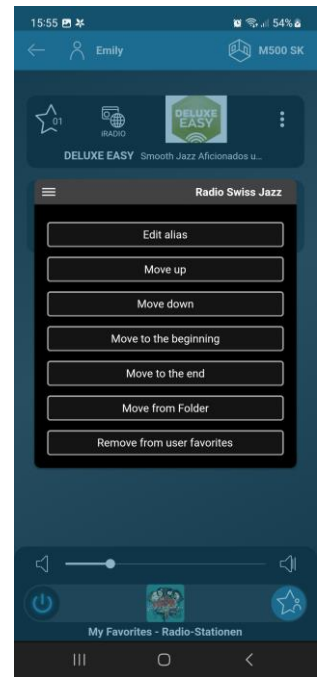 15:55
54%
Emily
M500 SK
01
iRADIO
DELUXE
EASY
DELUXE EASY Smooth Jazz Aficionados u...
Radio Swiss Jazz
Edit alias
Move up
Move down
Move to the beginning
Move to the end
Move from Folder
Remove from user favorites
My Favorites - Radio-Stationen